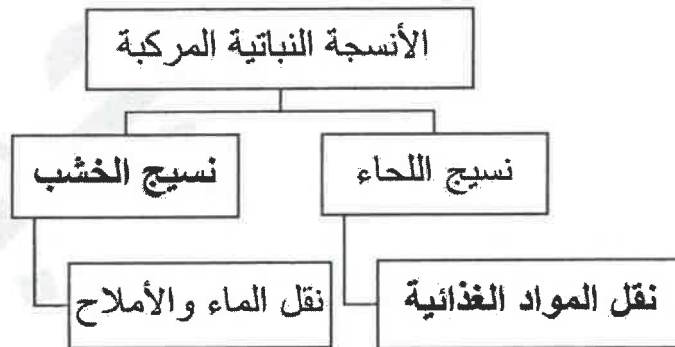 الأنسجة النباتية المركبة
نسيج اللحاء
نسيج الخشب
نقل المواد الغذائية
نقل الماء والأملاح